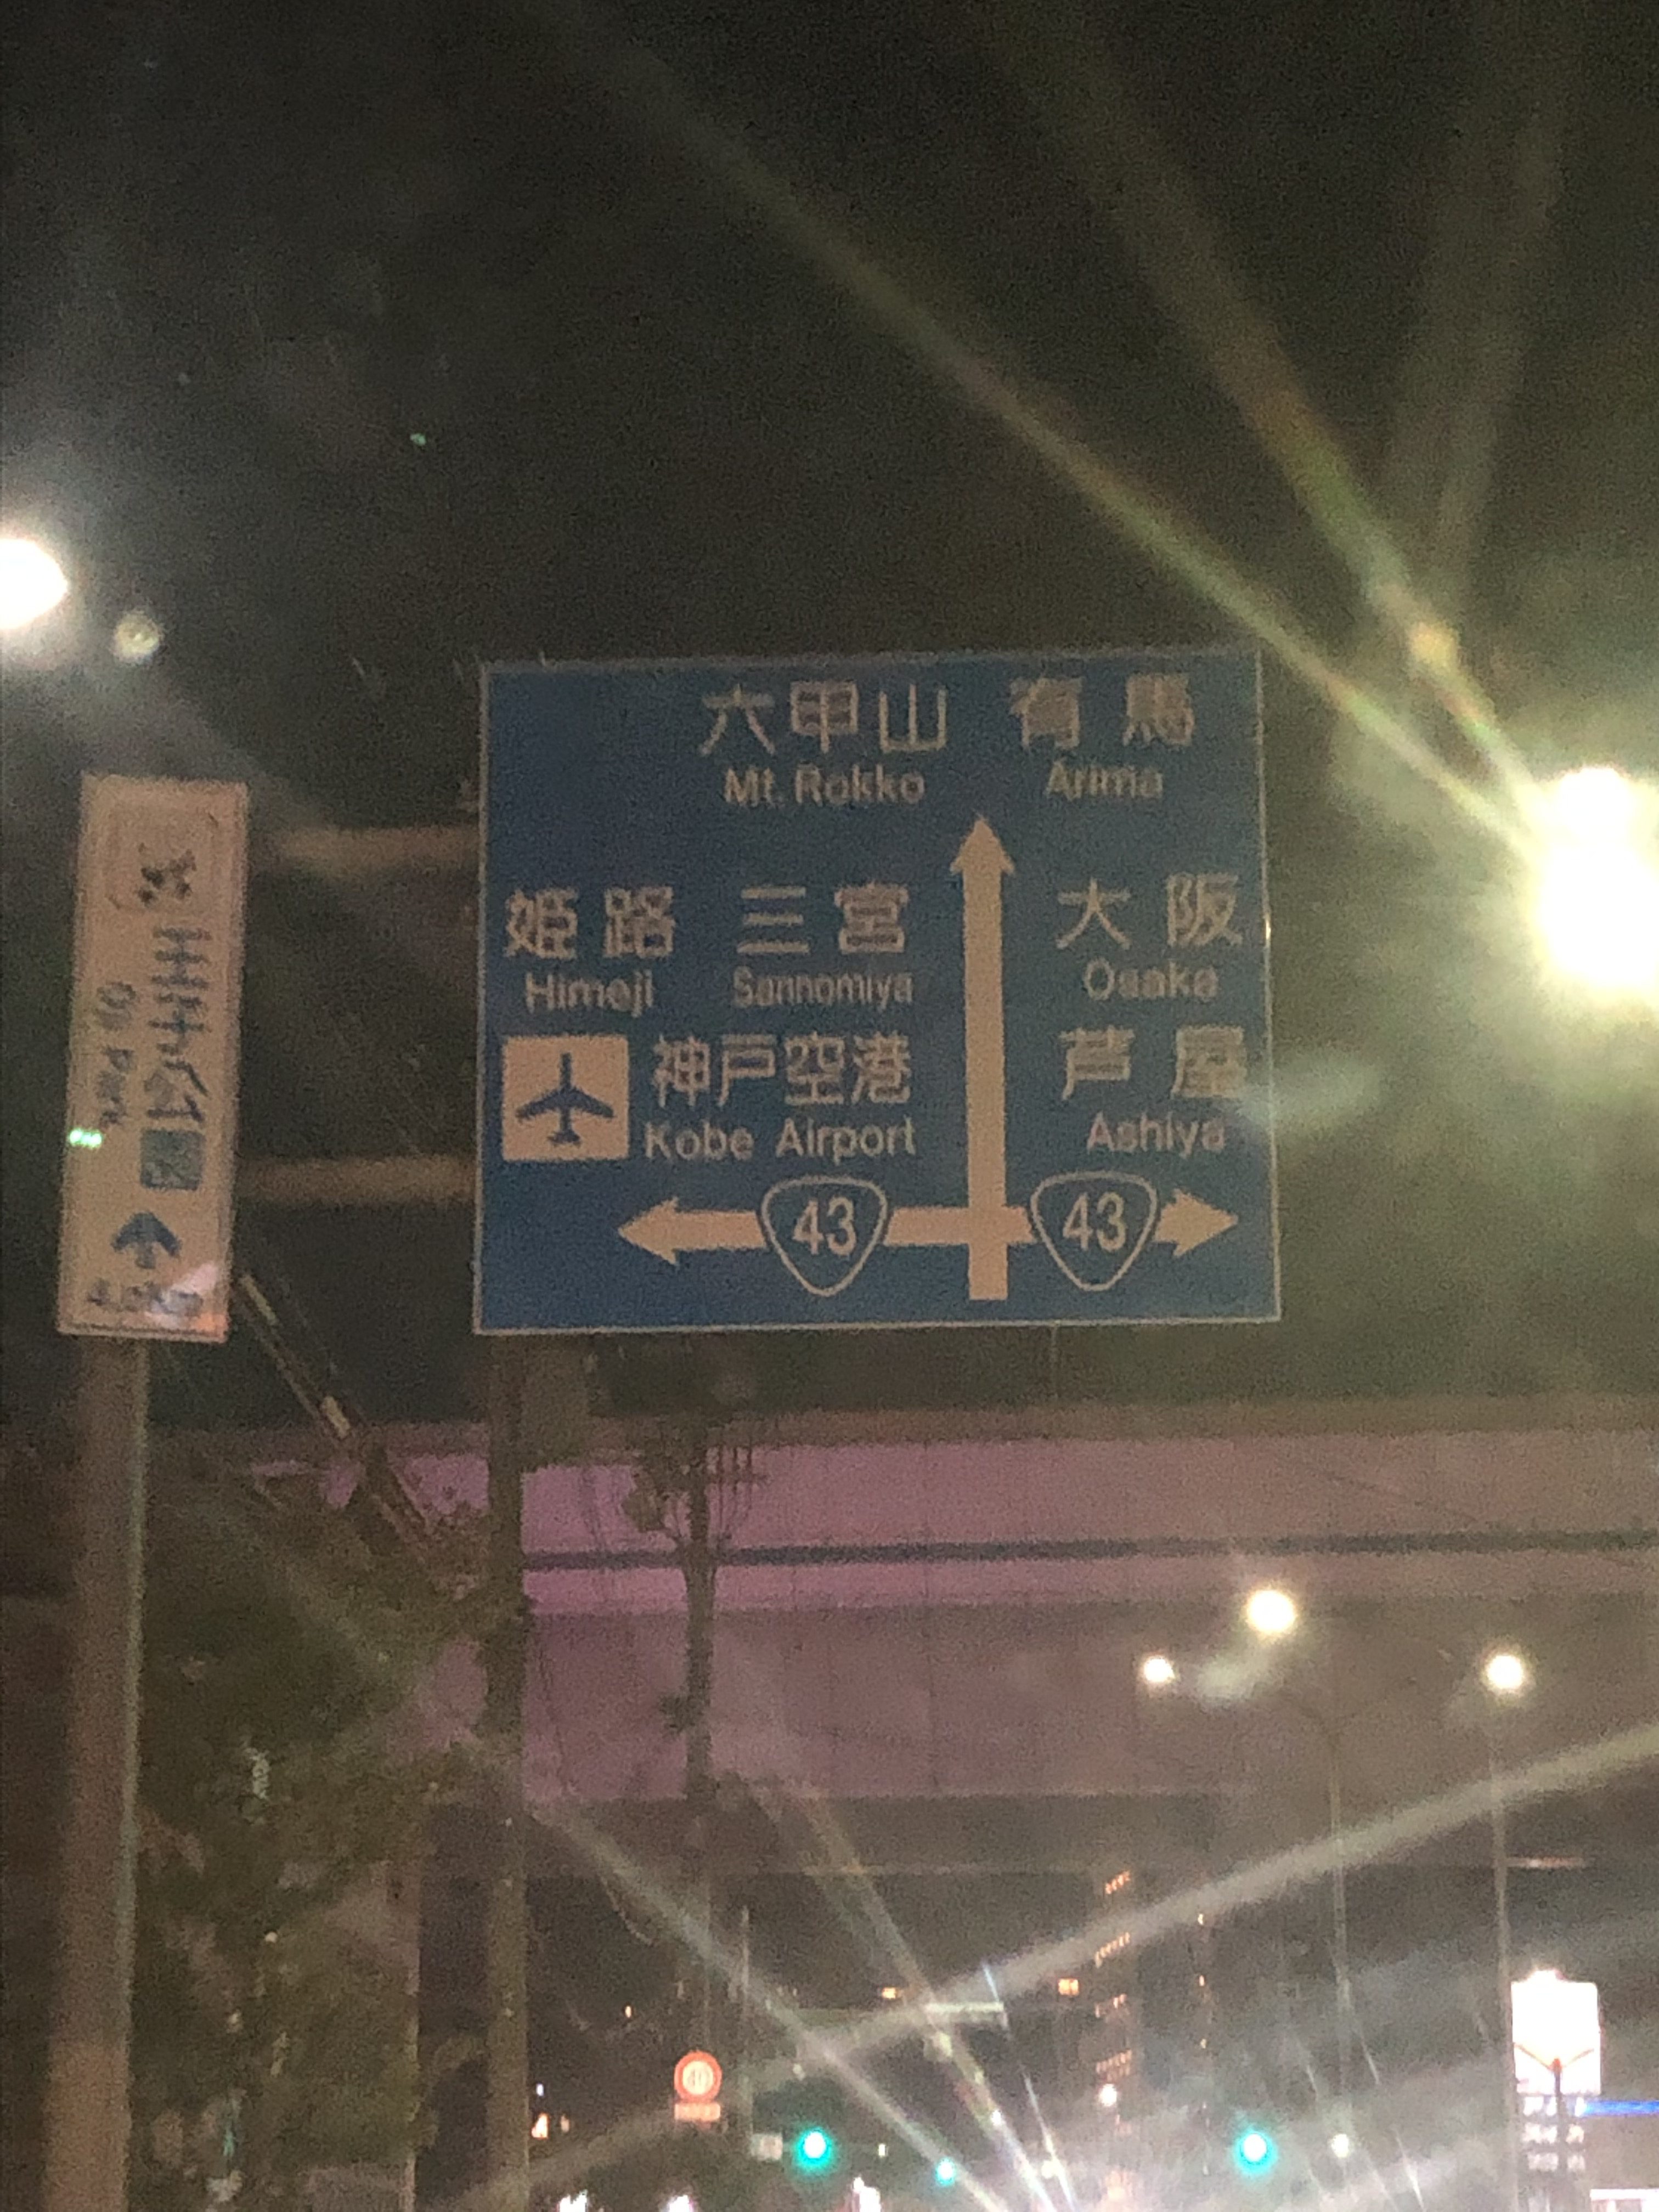 六甲山 有馬
Mt. Rokko Arima
姫路 三宮 大阪
Himeji Sannomiya Osaka
神戸空港 芦屋
Kobe Airport Ashiya
43 43
40